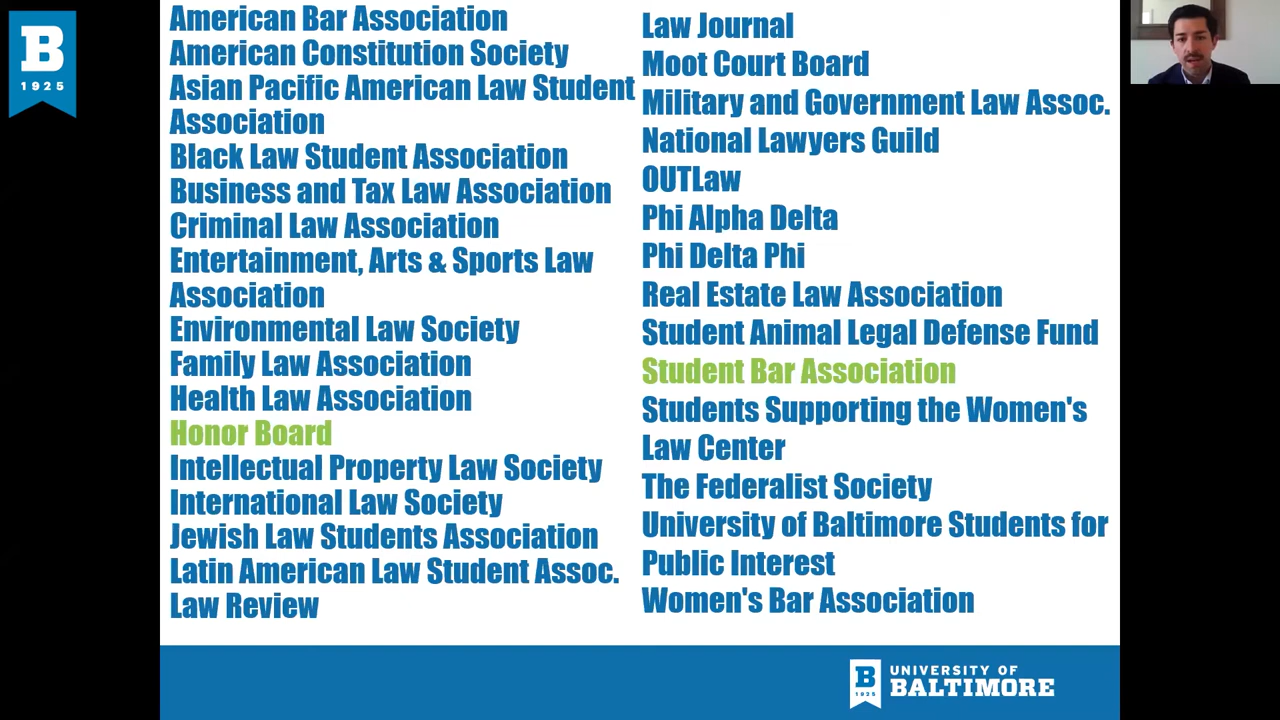 B
1925
American Bar Association
American Constitution Society
Asian Pacific American Law Student
Association
Black Law Student Association
Business and Tax Law Association
Criminal Law Association
Entertainment, Arts & Sports Law
Association
Environmental Law Society
Family Law Association
Health Law Association
Honor Board
Intellectual Property Law Society
International Law Society
Jewish Law Students Association
Latin American Law Student Assoc.
Law Review
Law Journal
Moot Court Board
Military and Government Law Assoc.
National Lawyers Guild
OUTLaw
Phi Alpha Delta
Phi Delta Phi
Real Estate Law Association
Student Animal Legal Defense Fund
Student Bar Association
Students Supporting the Women's
Law Center
The Federalist Society
University of Baltimore Students for
Public Interest
Women's Bar Association
B
1925
UNIVERSITY OF
BALTIMORE